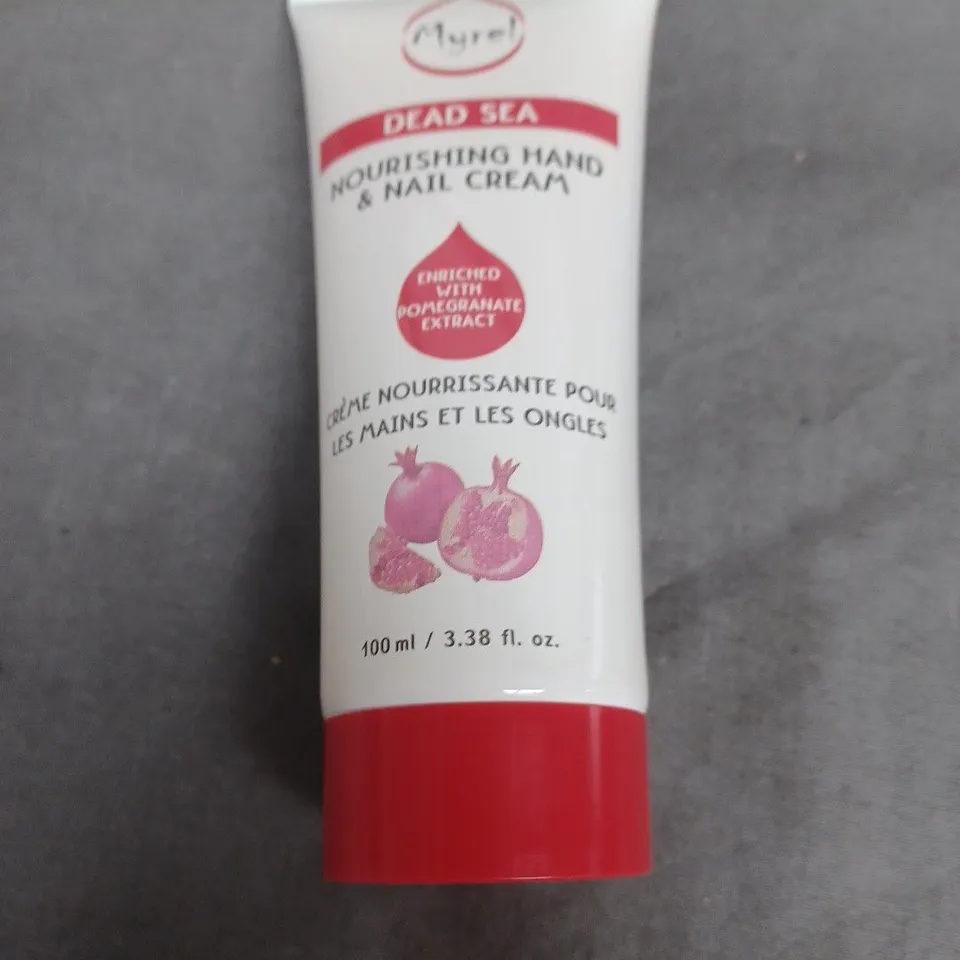 Myrel
DEAD SEA
NOURISHING HAND
& NAIL CREAM
ENRICHED
WITH
POMEGRANATE
EXTRACT
CRÈME NOURRISSANTE POUR
LES MAINS ET LES ONGLES
100 ml / 3.38 fl. oz.